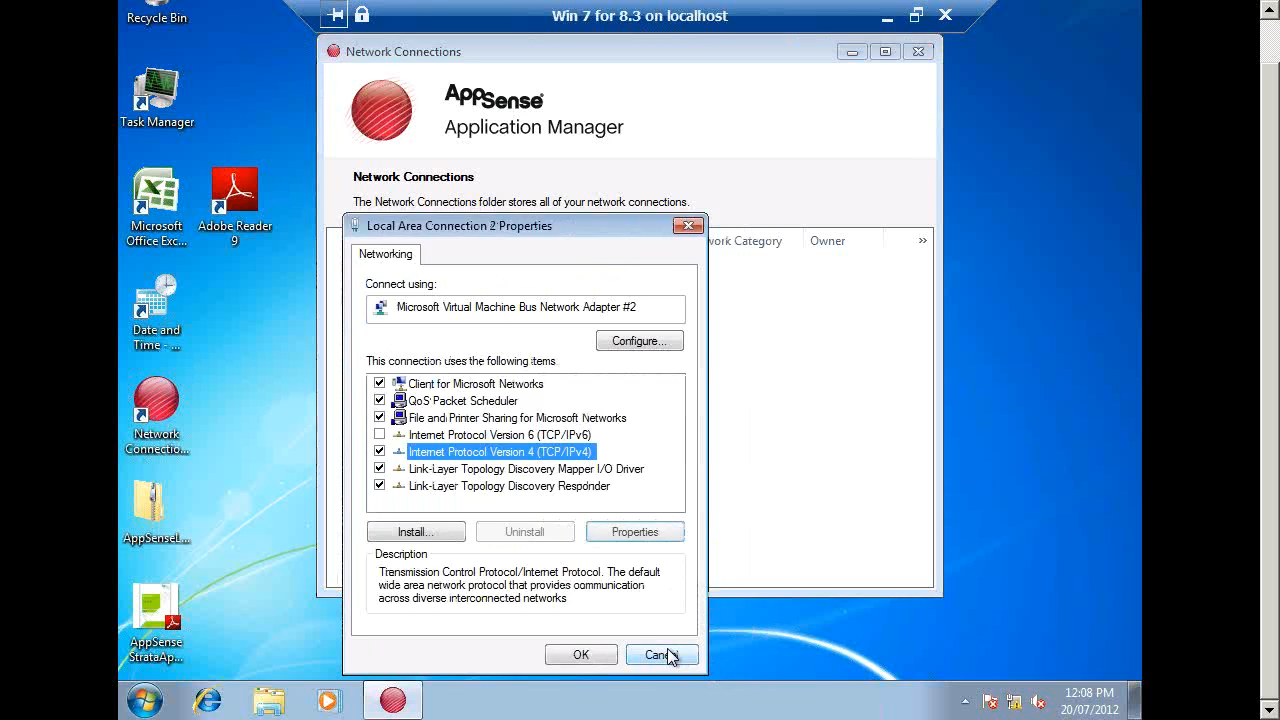 Win 7 for 8.3 on localhost
Recycle Bin
Task Manager
Microsoft
Office Exc...
Adobe Reader
9
Date and
Time - ...
Network
Connectio...
AppSenseL...
AppSense
StrataAp...
Network Connections
AppSense
Application Manager
Network Connections
The Network Connections folder stores all of your network connections.
work Category
Owner
»
Local Area Connection 2 Properties
Networking
Connect using:
Microsoft Virtual Machine Bus Network Adapter #2
Configure...
This connection uses the following items
Client for Microsoft Networks
QoS Packet Scheduler
File and Printer Sharing for Microsoft Networks
Internet Protocol Version 6 (TCP/IPv6)
Internet Protocol Version 4 (TCP/IPv4)
Link-Layer Topology Discovery Mapper I/O Driver
Link-Layer Topology Discovery Responder
Install...
Uninstall
Properties
Description
Transmission Control Protocol/Internet Protocol. The default
wide area network protocol that provides communication
across diverse interconnected networks
OK
Cancel
12:08 PM
20/07/2012